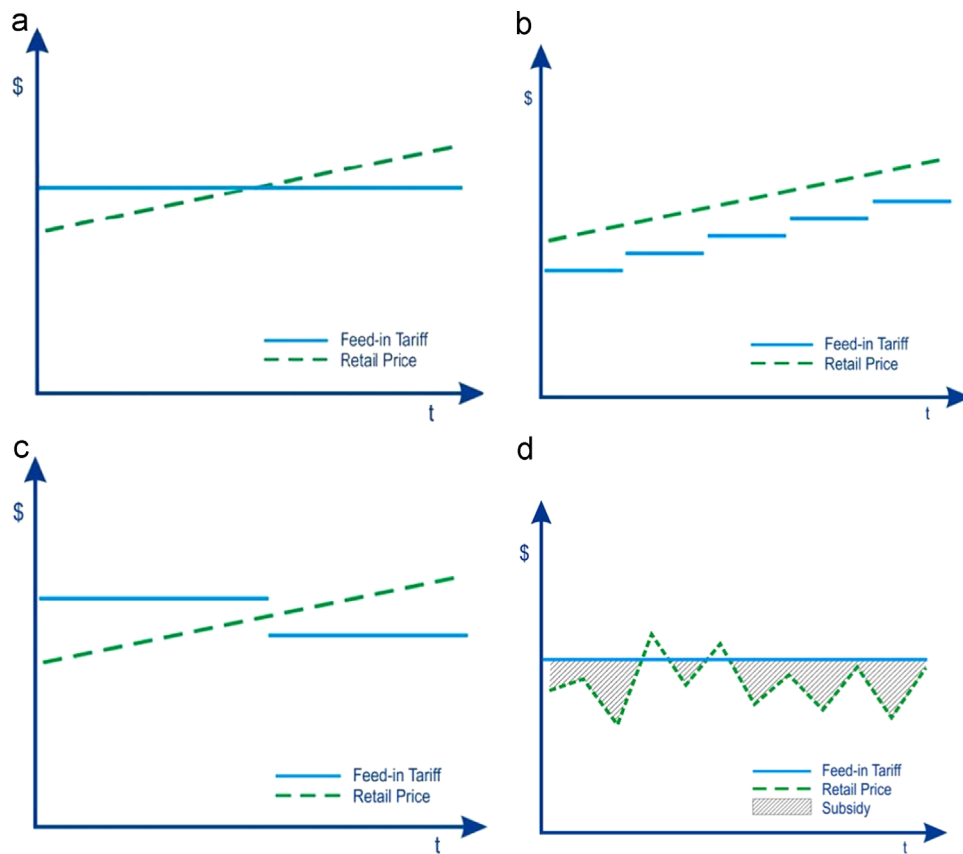 a
$
Feed-in Tariff
Retail Price
t
b
$
Feed-in Tariff
Retail Price
t
c
$
Feed-in Tariff
Retail Price
t
d
$
Feed-in Tariff
Retail Price
Subsidy
t